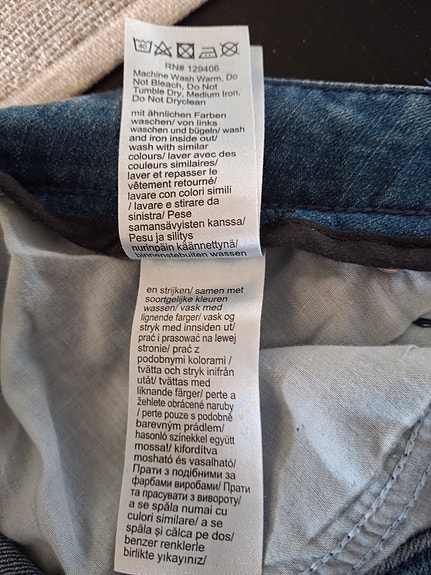 40
RN# 129406
Machine Wash Warm, Do
Not Bleach, Do Not
Tumble Dry, Medium Iron,
Do Not Dryclean
mit ähnlichen Farben
waschen/ von links
waschen und bügeln/ wash
and iron inside out/
wash with similar
colours/ laver avec des
couleurs similaires/
laver et repasser le
vêtement retourné/
lavare con colori simili
/ lavare e stirare da
sinistra/ Pese
samansävyisten kanssa/
Pesu ja silitys
nurinpäin käännettynä/
binnenstebuiten wassen
en strijken/ samen met
soortgelijke kleuren
wassen/ vask med
lignende farger/ vask og
stryk med innsiden ut/
prać i prasować na lewej
stronie/ prać z
podobnymi kolorami /
tvätta och stryk inifrån
utåt/ tvättas med
liknande färger/ perte a
žehlete obrácené naruby
/ perte pouze s podobně
barevným prádlem/
hasonló színekkel együtt
mossa!/ kifordítva
mosható és vasalható/
Прати з подібними за
фарбами виробами/ Прати
та прасувати з вивороту/
a se spăla numai cu
culori similare/ a se
spăla și călca pe dos/
benzer renklerle
birlikte yıkayınız/